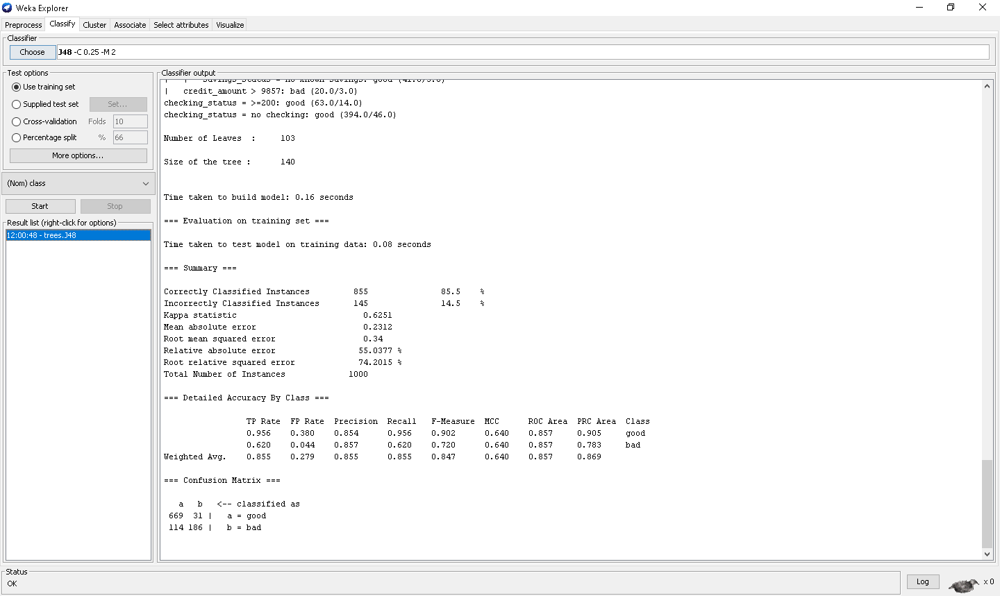 Weka Explorer
Preprocess Classify Cluster Associate Select attributes Visualize
Classifier
Choose J48 -C 0.25 -M 2
Test options
Use training set
Supplied test set Set...
Cross-validation Folds 10
Percentage split % 66
More options...
(Nom) class
Start Stop
Result list (right-click for options)
12:00:48 - trees.J48
Classifier output
| | savings_status = no known savings: good (41.0/5.0)
| credit_amount > 9857: bad (20.0/3.0)
checking_status = >=200: good (63.0/14.0)
checking_status = no checking: good (394.0/46.0)
Number of Leaves : 103
Size of the tree : 140
Time taken to build model: 0.16 seconds
=== Evaluation on training set ===
Time taken to test model on training data: 0.08 seconds
=== Summary ===
Correctly Classified Instances 855 85.5 %
Incorrectly Classified Instances 145 14.5 %
Kappa statistic 0.6251
Mean absolute error 0.2312
Root mean squared error 0.34
Relative absolute error 55.0377 %
Root relative squared error 74.2015 %
Total Number of Instances 1000
=== Detailed Accuracy By Class ===
TP Rate FP Rate Precision Recall F-Measure MCC ROC Area PRC Area Class
0.956 0.380 0.854 0.956 0.902 0.640 0.857 0.905 good
0.620 0.044 0.857 0.620 0.720 0.640 0.857 0.783 bad
Weighted Avg. 0.855 0.279 0.855 0.855 0.847 0.640 0.857 0.869
=== Confusion Matrix ===
a b <-- classified as
669 31 | a = good
114 186 | b = bad
Status
OK
Log x 0